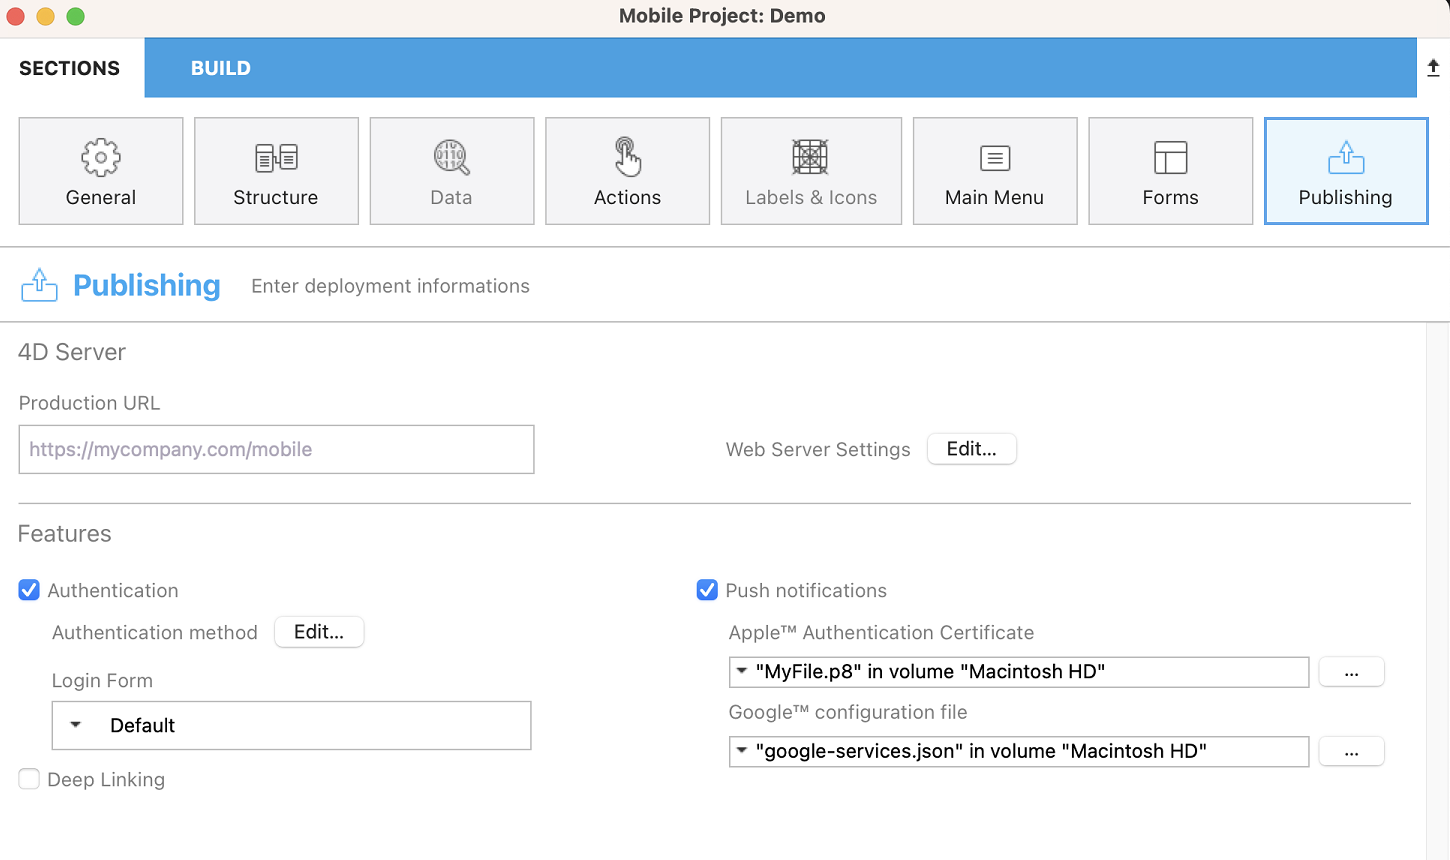 Mobile Project: Demo
SECTIONS BUILD
General Structure Data Actions Labels & Icons Main Menu Forms Publishing
Publishing Enter deployment informations
4D Server
Production URL
https://mycompany.com/mobile Web Server Settings Edit...
Features
Authentication Push notifications
Authentication method Edit... Apple™ Authentication Certificate
"MyFile.p8" in volume "Macintosh HD" ...
Login Form
Google™ configuration file
Default
"google-services.json" in volume "Macintosh HD" ...
Deep Linking